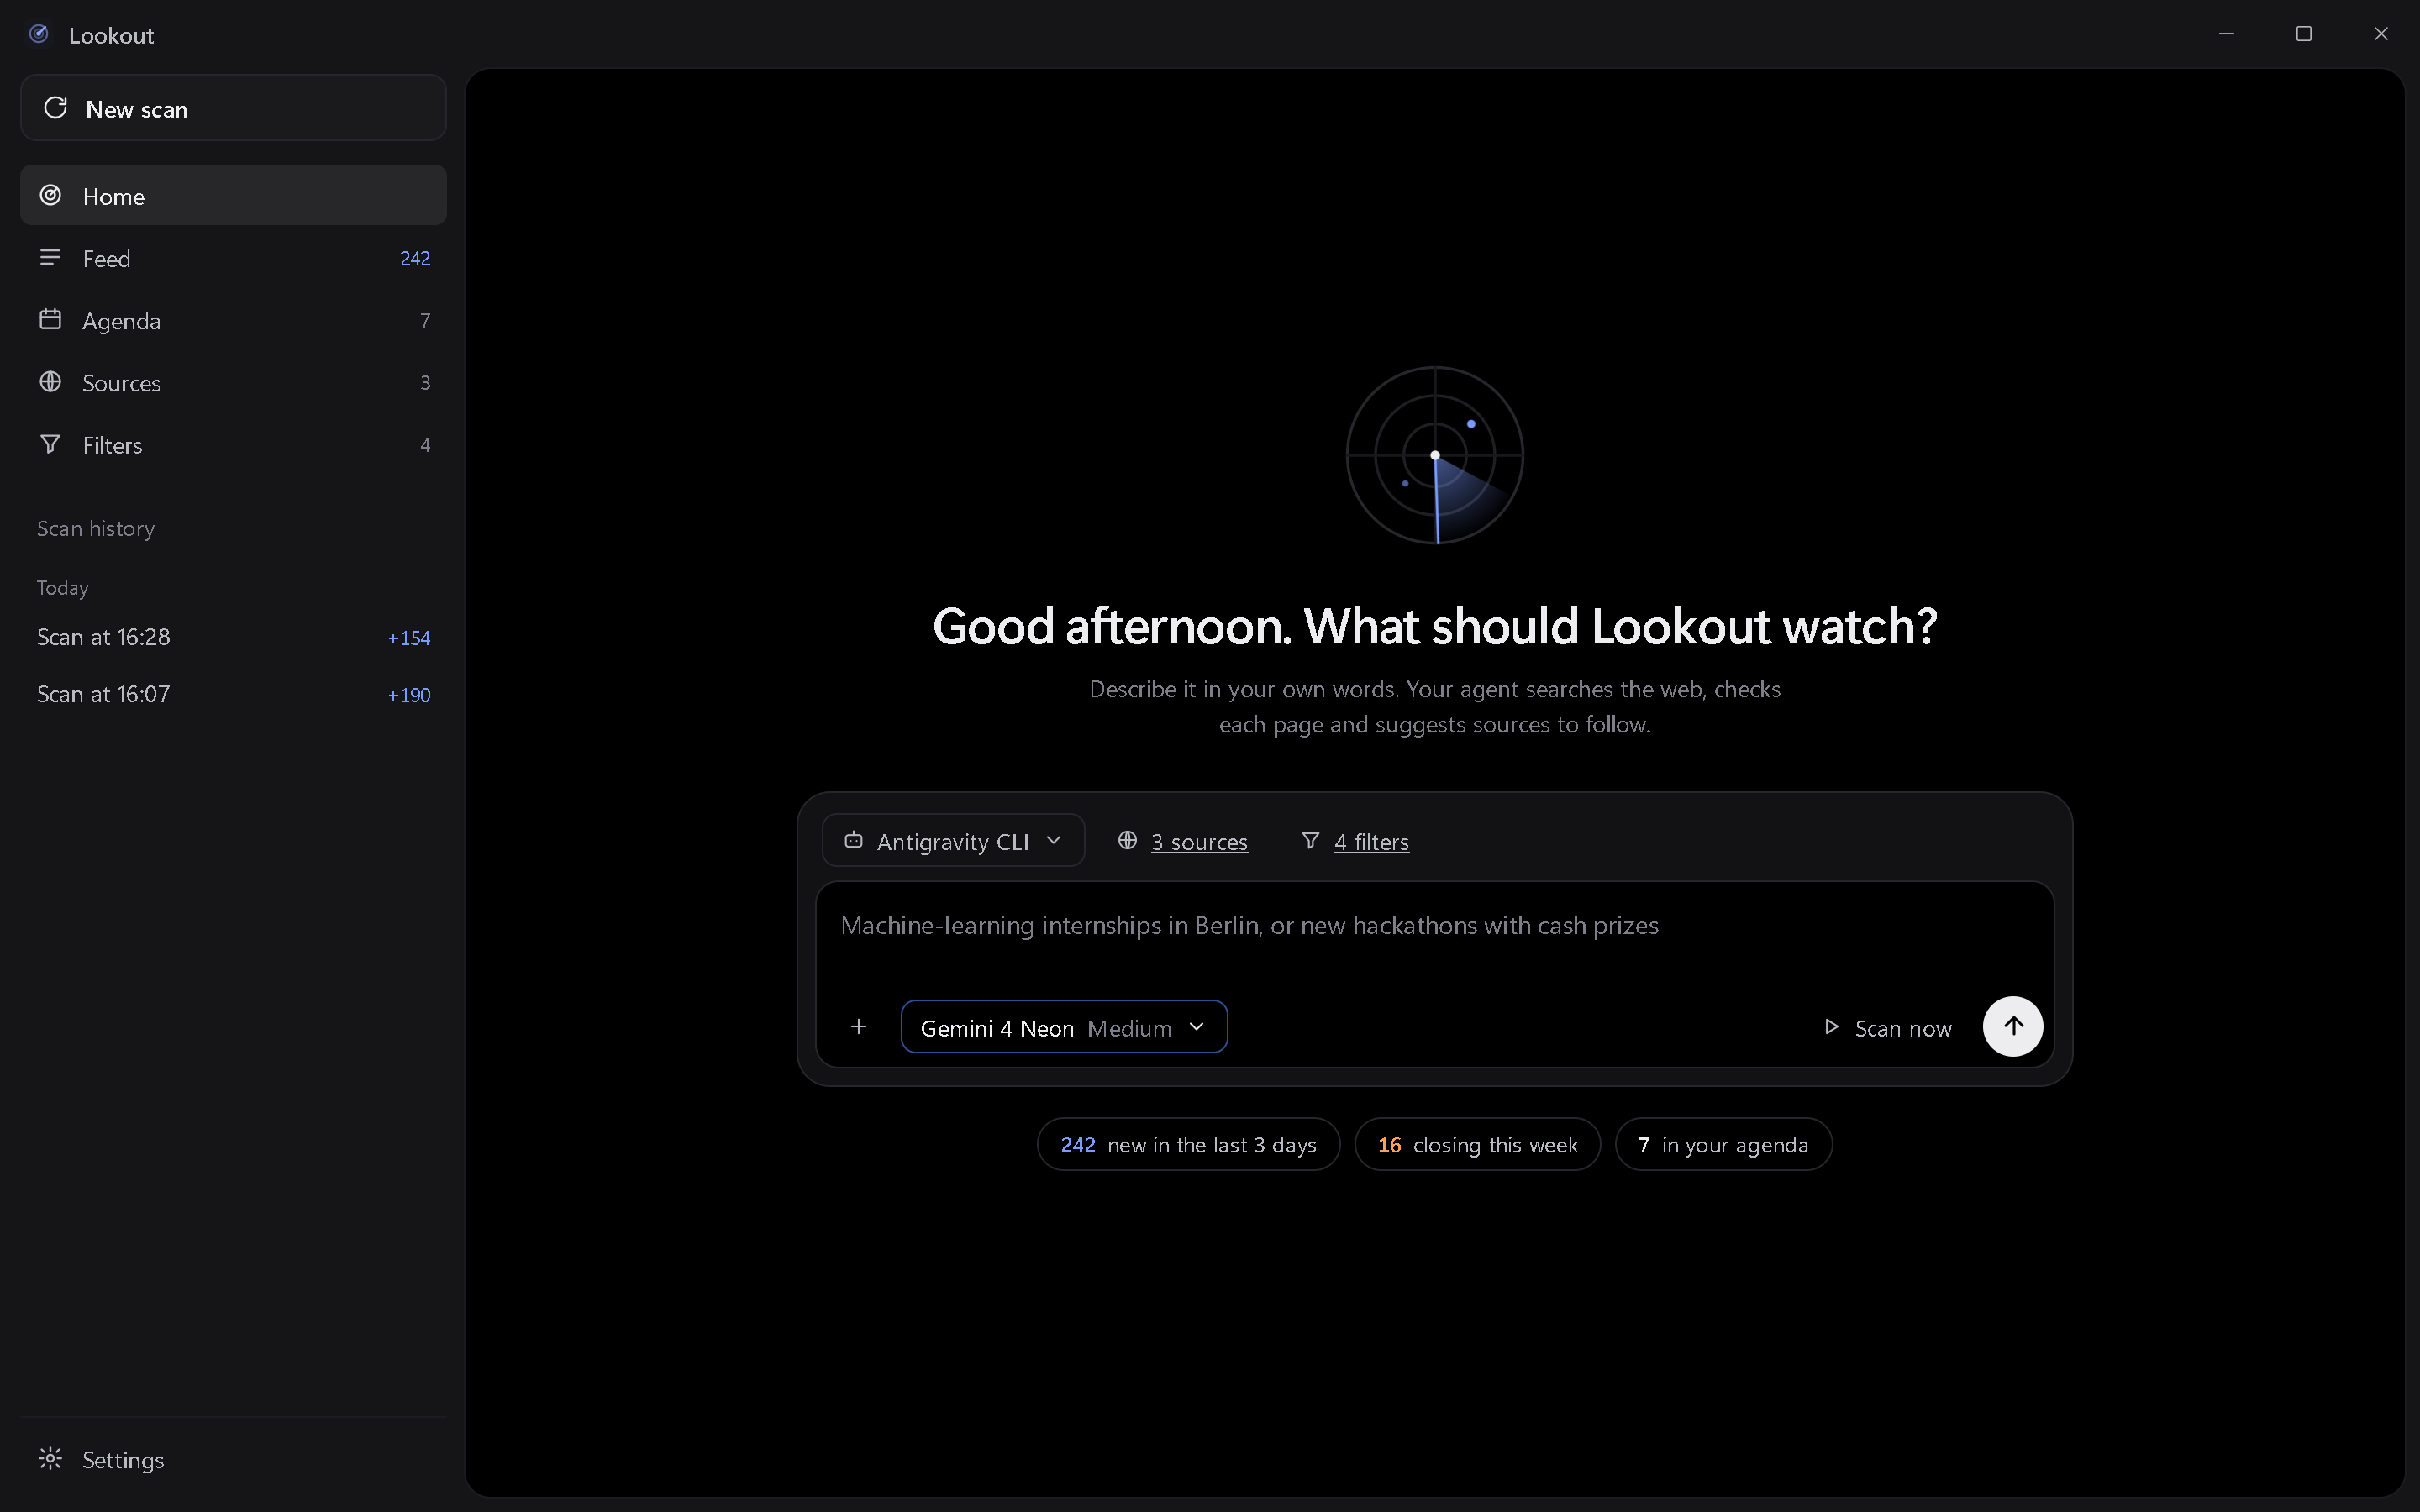 Lookout
New scan
Home
Feed 242
Agenda 7
Sources 3
Filters 4
Scan history
Today
Scan at 16:28 +154
Scan at 16:07 +190
Settings
Good afternoon. What should Lookout watch?
Describe it in your own words. Your agent searches the web, checks
each page and suggests sources to follow.
Antigravity CLI 3 sources 4 filters
Machine-learning internships in Berlin, or new hackathons with cash prizes
Gemini 4 Neon Medium Scan now
242 new in the last 3 days 16 closing this week 7 in your agenda